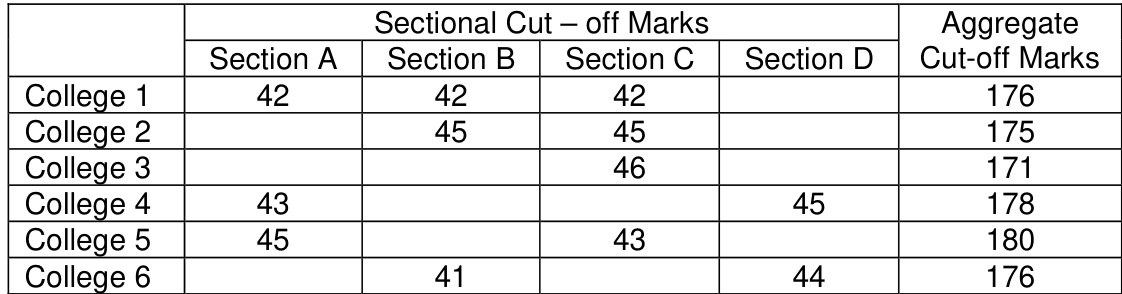 Sectional Cut – off Marks Aggregate Cut-off Marks
Section A Section B Section C Section D
College 1 42 42 42 176
College 2 45 45 175
College 3 46 171
College 4 43 45 178
College 5 45 43 180
College 6 41 44 176